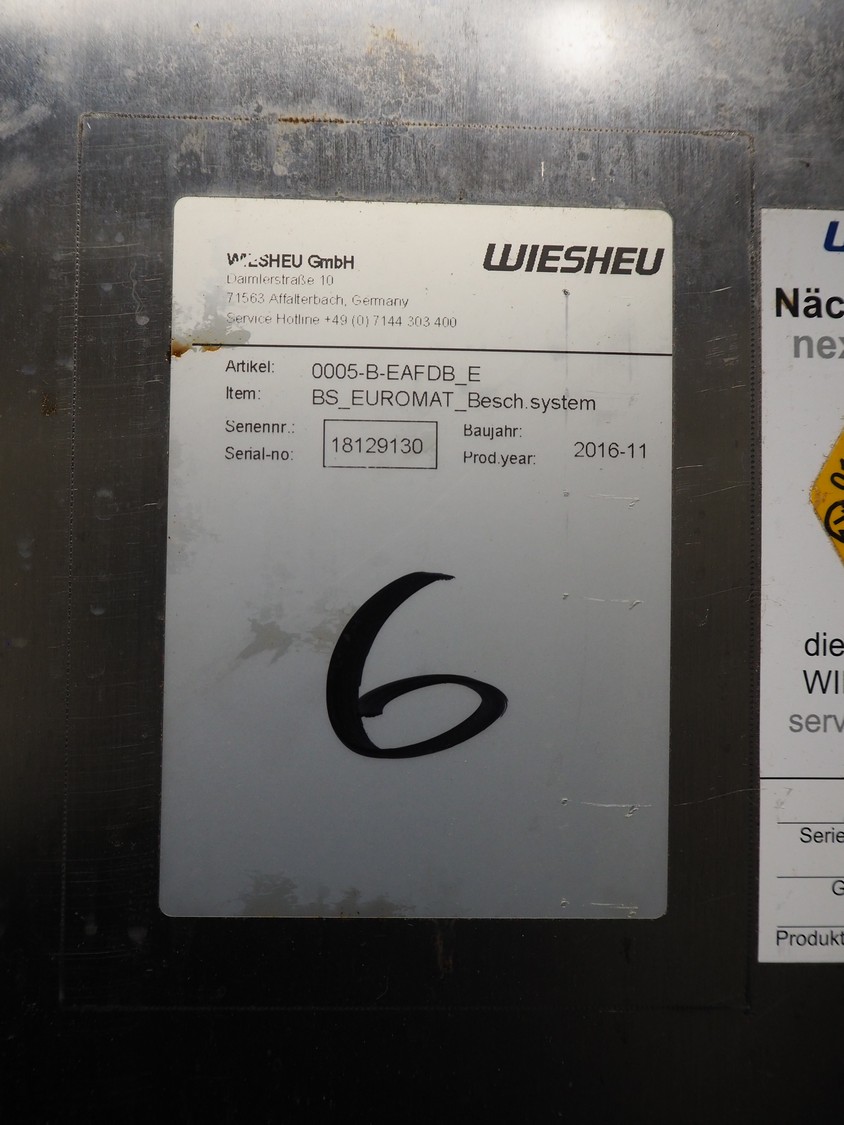 WIESHEU GmbH
Daimlerstraße 10
71563 Affalterbach, Germany
Service Hotline +49 (0) 7144 303 400
WIESHEU
Artikel: 0005-B-EAFDB_E
Item: BS_EUROMAT_Besch.system
Seriennr.:
Serial-no: 18129130
Baujahr:
Prod.year: 2016-11
6
Näc
nex
die
WI
serv
Serie
G
Produkt